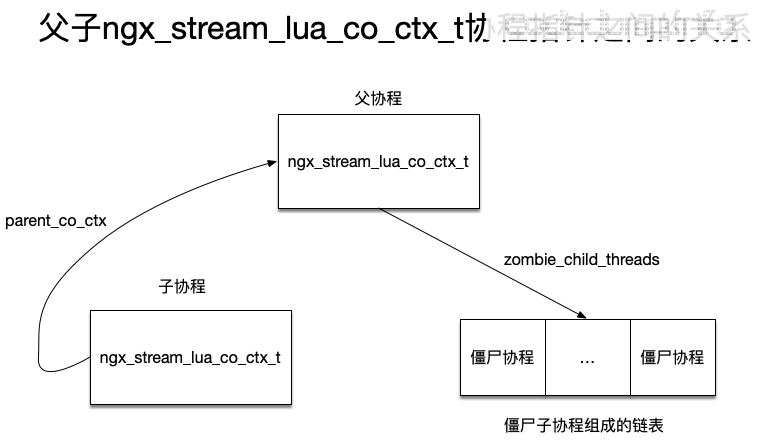 父子ngx_stream_lua_co_ctx_t协程指针之间的关系
父协程
ngx_stream_lua_co_ctx_t
parent_co_ctx
zombie_child_threads
子协程
ngx_stream_lua_co_ctx_t
僵尸协程
...
僵尸协程
僵尸子协程组成的链表